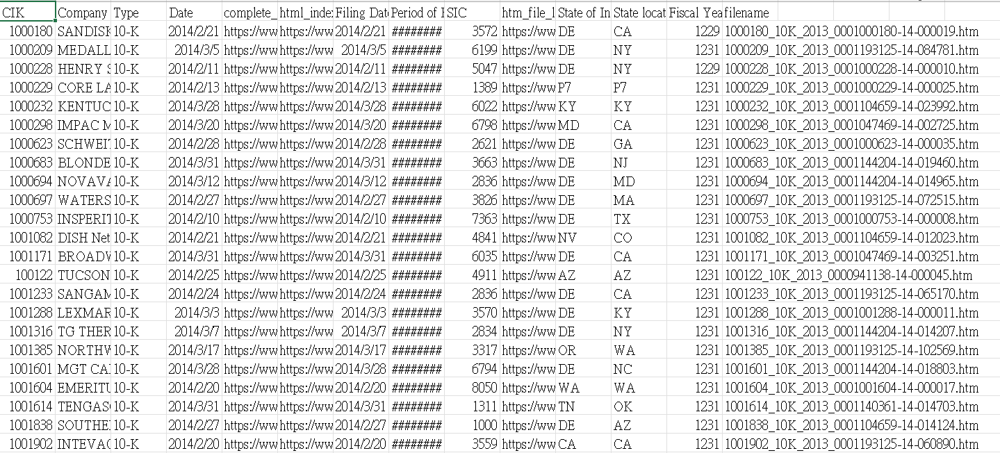 CIK Company Type Date complete_ html_index Filing Date Period of R SIC htm_file_l State of In State locat Fiscal Yea filename
1000180 SANDISK 10-K 2014/2/21 https://ww https://ww 2014/2/21 ######## 3572 https://ww DE CA 1229 1000180_10K_2013_0001000180-14-000019.htm
1000209 MEDALL 10-K 2014/3/5 https://ww https://ww 2014/3/5 ######## 6199 https://ww DE NY 1231 1000209_10K_2013_0001193125-14-084781.htm
1000228 HENRY S 10-K 2014/2/11 https://ww https://ww 2014/2/11 ######## 5047 https://ww DE NY 1229 1000228_10K_2013_0001000228-14-000010.htm
1000229 CORE LA 10-K 2014/2/13 https://ww https://ww 2014/2/13 ######## 1389 https://ww P7 P7 1231 1000229_10K_2013_0001000229-14-000025.htm
1000232 KENTUC 10-K 2014/3/28 https://ww https://ww 2014/3/28 ######## 6022 https://ww KY KY 1231 1000232_10K_2013_0001104659-14-023992.htm
1000298 IMPAC M 10-K 2014/3/20 https://ww https://ww 2014/3/20 ######## 6798 https://ww MD CA 1231 1000298_10K_2013_0001047469-14-002725.htm
1000623 SCHWEIT 10-K 2014/2/28 https://ww https://ww 2014/2/28 ######## 2621 https://ww DE GA 1231 1000623_10K_2013_0001000623-14-000035.htm
1000683 BLONDE 10-K 2014/3/31 https://ww https://ww 2014/3/31 ######## 3663 https://ww DE NJ 1231 1000683_10K_2013_0001144204-14-019460.htm
1000694 NOVAVA 10-K 2014/3/12 https://ww https://ww 2014/3/12 ######## 2836 https://ww DE MD 1231 1000694_10K_2013_0001144204-14-014965.htm
1000697 WATERS 10-K 2014/2/27 https://ww https://ww 2014/2/27 ######## 3826 https://ww DE MA 1231 1000697_10K_2013_0001193125-14-072515.htm
1000753 INSPERIT 10-K 2014/2/10 https://ww https://ww 2014/2/10 ######## 7363 https://ww DE TX 1231 1000753_10K_2013_0001000753-14-000008.htm
1001082 DISH Net 10-K 2014/2/21 https://ww https://ww 2014/2/21 ######## 4841 https://ww NV CO 1231 1001082_10K_2013_0001104659-14-012023.htm
1001171 BROADW 10-K 2014/3/31 https://ww https://ww 2014/3/31 ######## 6035 https://ww DE CA 1231 1001171_10K_2013_0001047469-14-003251.htm
100122 TUCSON 10-K 2014/2/25 https://ww https://ww 2014/2/25 ######## 4911 https://ww AZ AZ 1231 100122_10K_2013_0000941138-14-000045.htm
1001233 SANGAM 10-K 2014/2/24 https://ww https://ww 2014/2/24 ######## 2836 https://ww DE CA 1231 1001233_10K_2013_0001193125-14-065170.htm
1001288 LEXMAR 10-K 2014/3/3 https://ww https://ww 2014/3/3 ######## 3570 https://ww DE KY 1231 1001288_10K_2013_0001001288-14-000011.htm
1001316 TG THER 10-K 2014/3/7 https://ww https://ww 2014/3/7 ######## 2834 https://ww DE NY 1231 1001316_10K_2013_0001144204-14-014207.htm
1001385 NORTHW 10-K 2014/3/17 https://ww https://ww 2014/3/17 ######## 3317 https://ww OR WA 1231 1001385_10K_2013_0001193125-14-102569.htm
1001601 MGT CA 10-K 2014/3/28 https://ww https://ww 2014/3/28 ######## 6794 https://ww DE NC 1231 1001601_10K_2013_0001144204-14-018803.htm
1001604 EMERITU 10-K 2014/2/20 https://ww https://ww 2014/2/20 ######## 8050 https://ww WA WA 1231 1001604_10K_2013_0001001604-14-000017.htm
1001614 TENGAS 10-K 2014/3/31 https://ww https://ww 2014/3/31 ######## 1311 https://ww TN OK 1231 1001614_10K_2013_0001140361-14-014703.htm
1001838 SOUTHE 10-K 2014/2/27 https://ww https://ww 2014/2/27 ######## 1000 https://ww DE AZ 1231 1001838_10K_2013_0001104659-14-014124.htm
1001902 INTEVAC 10-K 2014/2/20 https://ww https://ww 2014/2/20 ######## 3559 https://ww CA CA 1231 1001902_10K_2013_0001193125-14-060890.htm